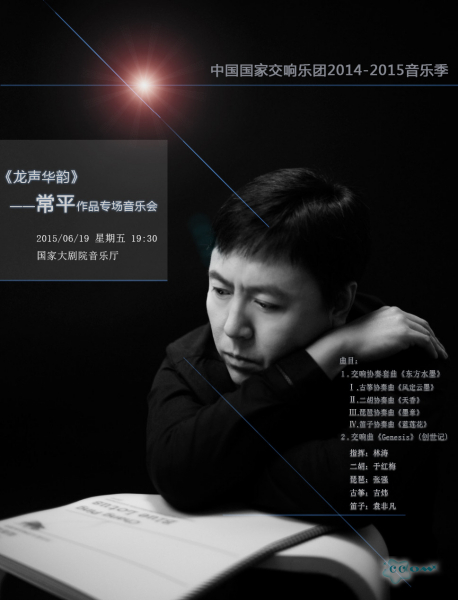 中国国家交响乐团2014-2015音乐季
《龙声华韵》
——常平作品专场音乐会
2015/06/19 星期五 19:30
国家大剧院音乐厅
曲目：
1.交响协奏套曲《东方水墨》
Ⅰ.古筝协奏曲《风定云墨》
Ⅱ.二胡协奏曲《天香》
Ⅲ.琵琶协奏曲《墨亲》
Ⅳ.笛子协奏曲《蓝莲花》
2.交响曲《Genesis》(创世记)
指挥：林涛
二胡：于红梅
琵琶：张强
古筝：吉炜
笛子：袁非凡